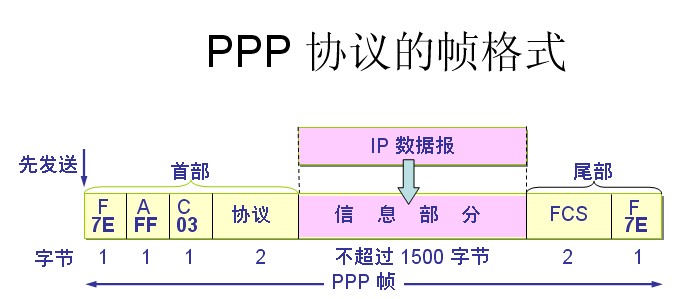 PPP 协议的帧格式
IP 数据报
先发送
首部
尾部
F A C F
7E FF 03 协议 信 息 部 分 FCS 7E
字节 1 1 1 2 不超过 1500 字节 2 1
PPP 帧